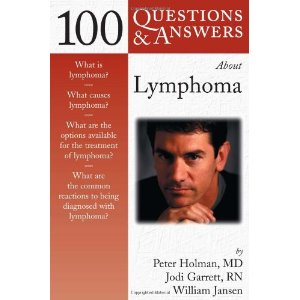 100 QUESTIONS
& ANSWERS
About
Lymphoma
What is
lymphoma?
What causes
lymphoma?
What are the
options available
for the treatment
of lymphoma?
What are
the common
reactions to being
diagnosed with
lymphoma?
by
Peter Holman, MD
Jodi Garrett, RN
William Jansen